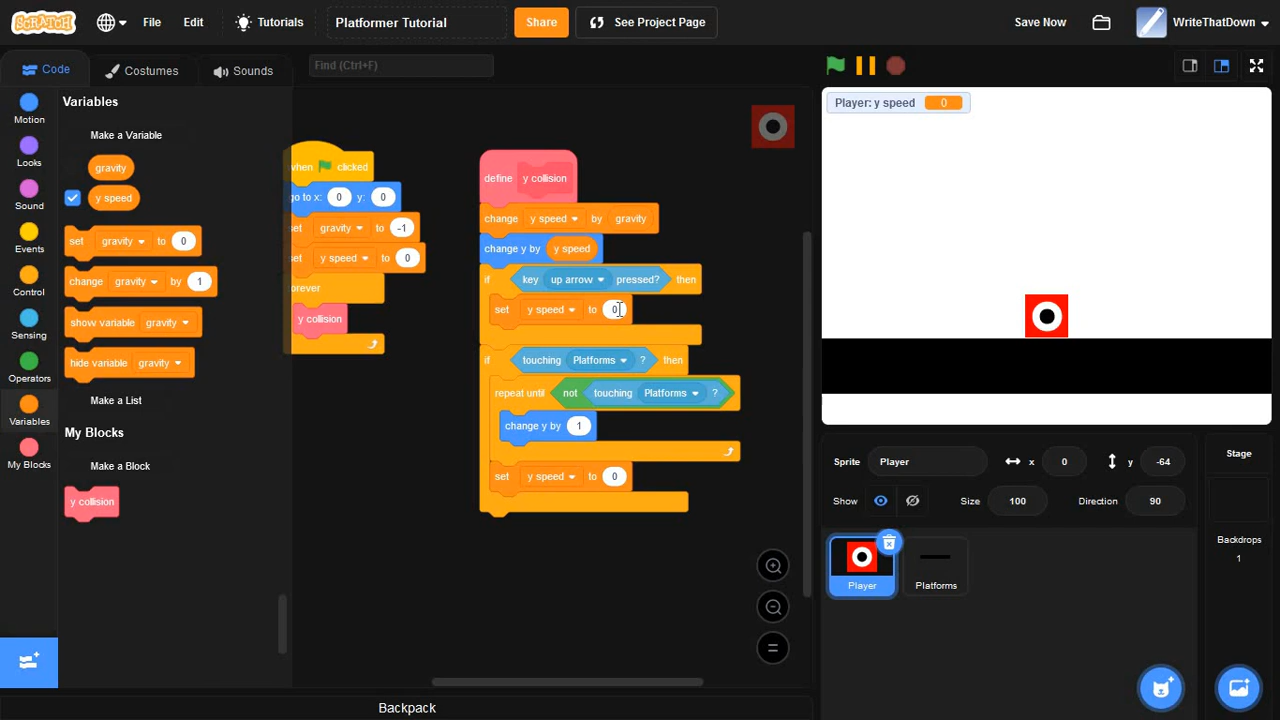 SCRATCH File Edit Tutorials Platformer Tutorial Share See Project Page Save Now WriteThatDown
Code Costumes Sounds Find (Ctrl+F)
Motion
Looks
Sound
Events
Control
Sensing
Operators
Variables
My Blocks
Variables
Make a Variable
gravity
y speed
set gravity to 0
change gravity by 1
show variable gravity
hide variable gravity
Make a List
My Blocks
Make a Block
y collision
when clicked
go to x: 0 y: 0
set gravity to -1
set y speed to 0
forever
y collision
define y collision
change y speed by gravity
change y by y speed
if key up arrow pressed? then
set y speed to 0
if touching Platforms ? then
repeat until not touching Platforms ?
change y by 1
set y speed to 0
Player: y speed 0
Sprite Player x 0 y -64
Show Size 100 Direction 90
Player
Platforms
Stage
Backdrops
1
Backpack